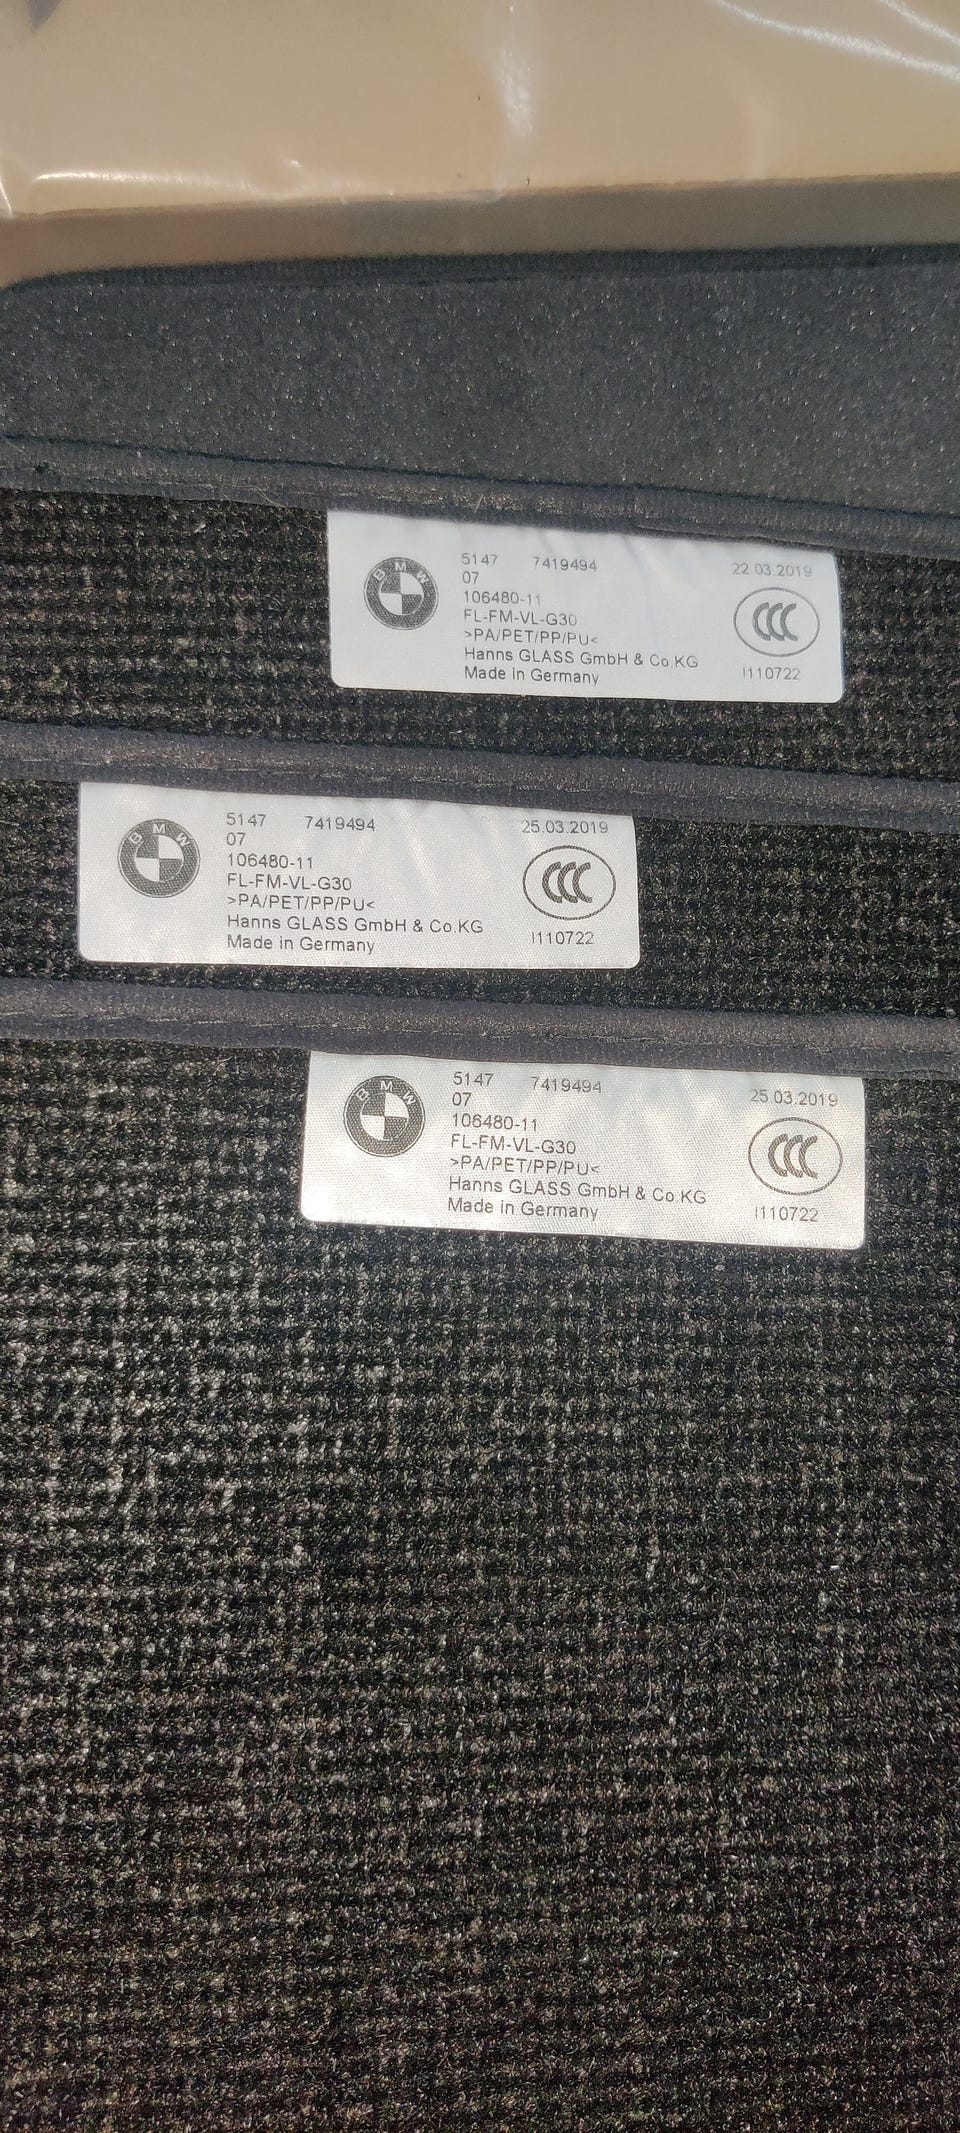 BMW
5147 7419494 22.03.2019
07
106480-11
FL-FM-VL-G30
>PA/PET/PP/PU<
Hanns GLASS GmbH & Co.KG
Made in Germany
CCC
I110722
BMW
5147 7419494 25.03.2019
07
106480-11
FL-FM-VL-G30
>PA/PET/PP/PU<
Hanns GLASS GmbH & Co.KG
Made in Germany
CCC
I110722
BMW
5147 7419494 25.03.2019
07
106480-11
FL-FM-VL-G30
>PA/PET/PP/PU<
Hanns GLASS GmbH & Co.KG
Made in Germany
CCC
I110722